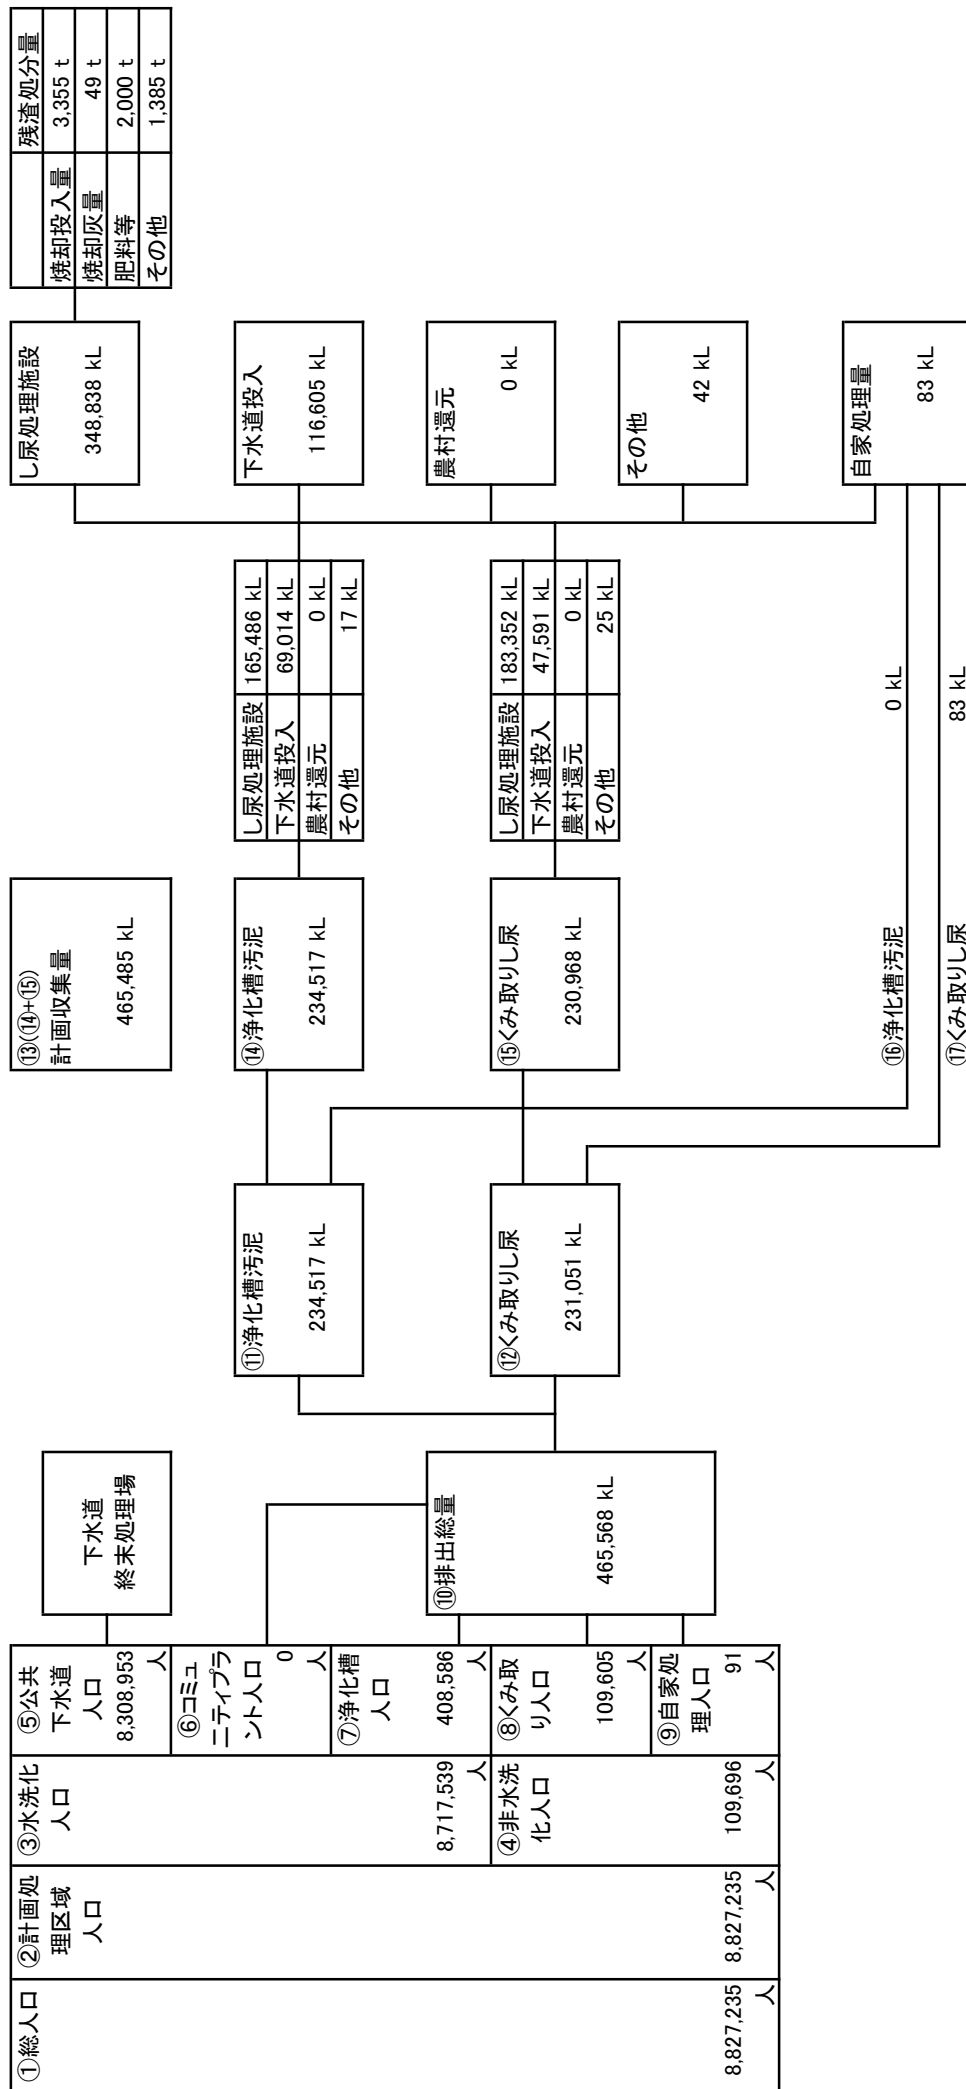 ①総人口
8,827,235
人
②計画処
理区域
人口
8,827,235
人
③水洗化
人口
8,717,539
人
④非水洗
化人口
109,696
人
⑤公共
下水道
人口
8,308,953
人
⑥コミュ
ニティプラ
ント人口
0
人
⑦浄化槽
人口
408,586
人
⑧くみ取
り人口
109,605
人
⑨自家処
理人口
91
人
下水道
終末処理場
⑩排出総量
465,568 kL
⑪浄化槽汚泥
234,517 kL
⑫くみ取りし尿
231,051 kL
⑬(⑭+⑮)
計画収集量
465,485 kL
⑭浄化槽汚泥
234,517 kL
⑮くみ取りし尿
230,968 kL
⑯浄化槽汚泥 0 kL
⑰くみ取りし尿 83 kL
し尿処理施設 165,486 kL
下水道投入 69,014 kL
農村還元 0 kL
その他 17 kL
し尿処理施設 183,352 kL
下水道投入 47,591 kL
農村還元 0 kL
その他 25 kL
し尿処理施設
348,838 kL
下水道投入
116,605 kL
農村還元
0 kL
その他
42 kL
自家処理量
83 kL
残渣処分量
焼却投入量 3,355 t
焼却灰量 49 t
肥料等 2,000 t
その他 1,385 t